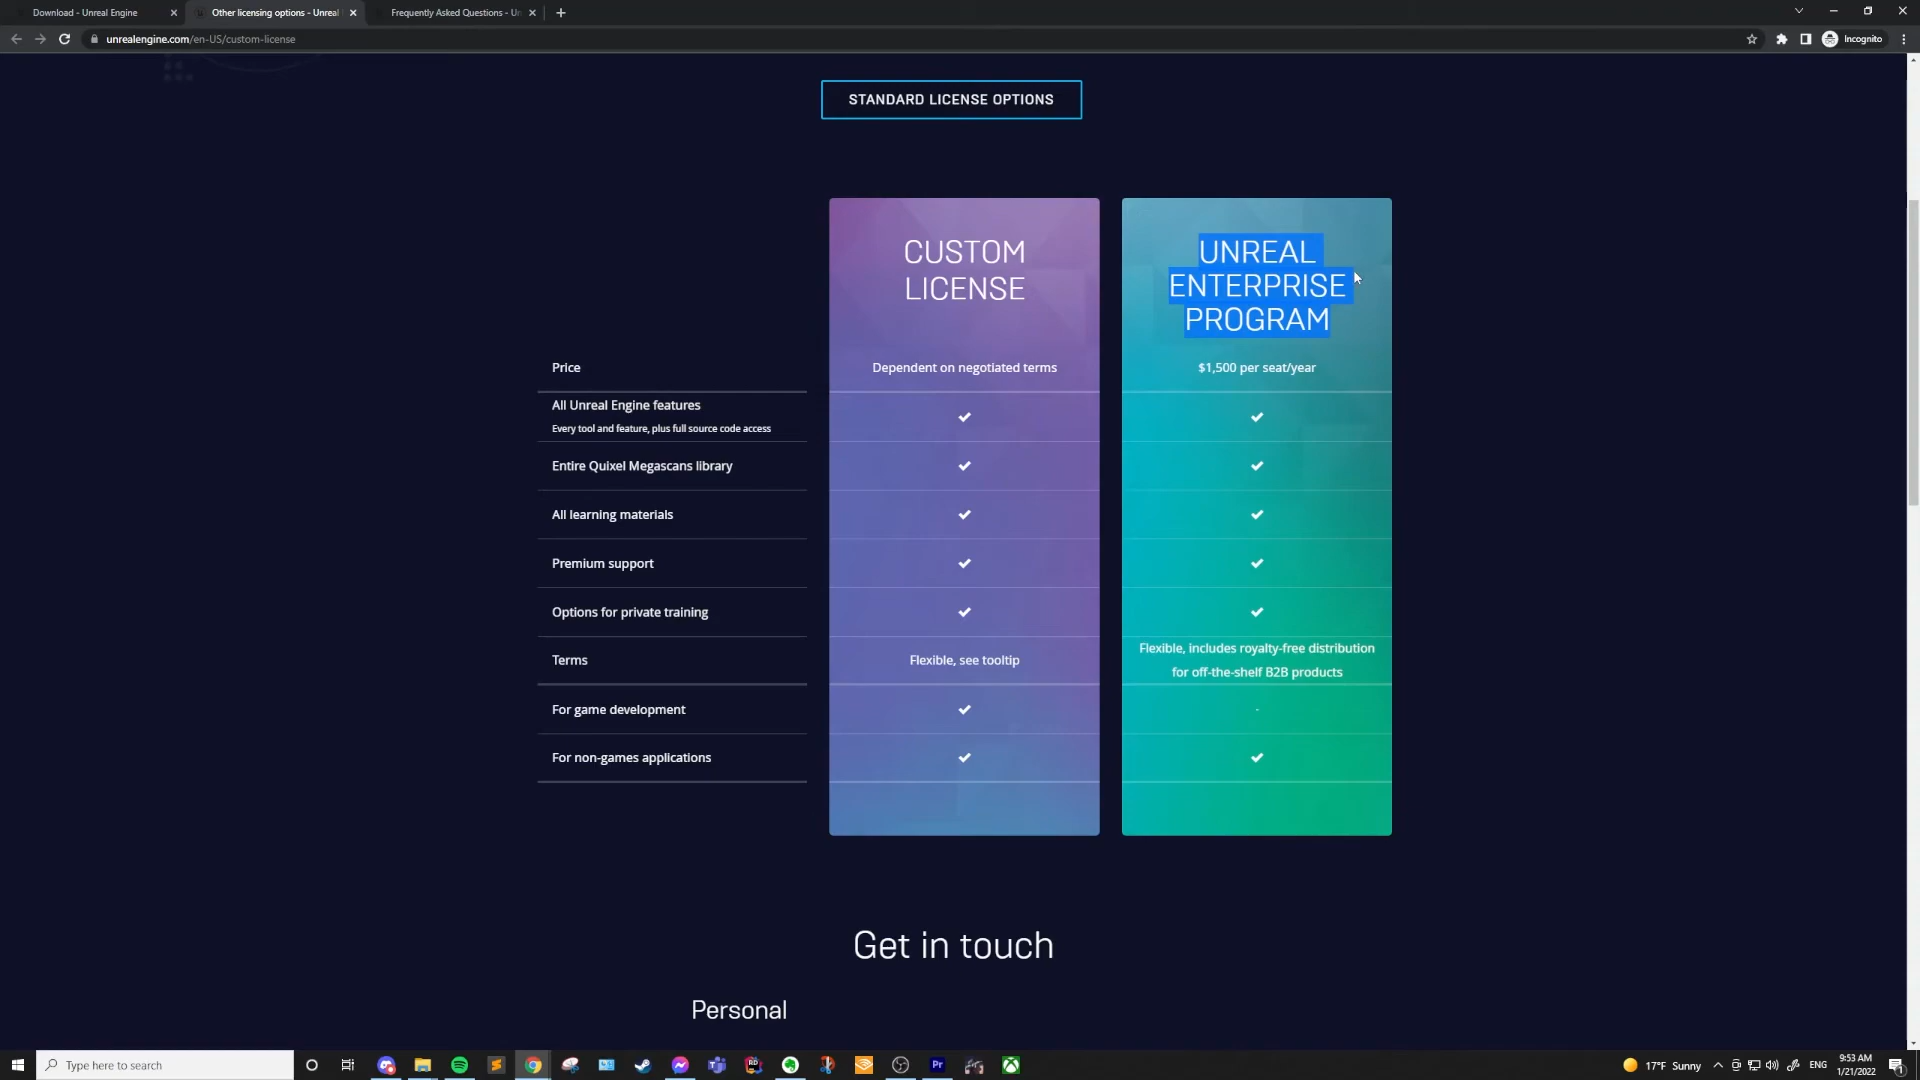 Download - Unreal Engine
Other licensing options - Unreal
Frequently Asked Questions - Un
unrealengine.com/en-US/custom-license
Incognito
STANDARD LICENSE OPTIONS
CUSTOM
LICENSE
UNREAL
ENTERPRISE
PROGRAM
Price
Dependent on negotiated terms
$1,500 per seat/year
All Unreal Engine features
Every tool and feature, plus full source code access
Entire Quixel Megascans library
All learning materials
Premium support
Options for private training
Terms
Flexible, see tooltip
Flexible, includes royalty-free distribution
for off-the-shelf B2B products
For game development
-
For non-games applications
Get in touch
Personal
Type here to search
Pr
17°F Sunny
ENG
9:53 AM
1/21/2022